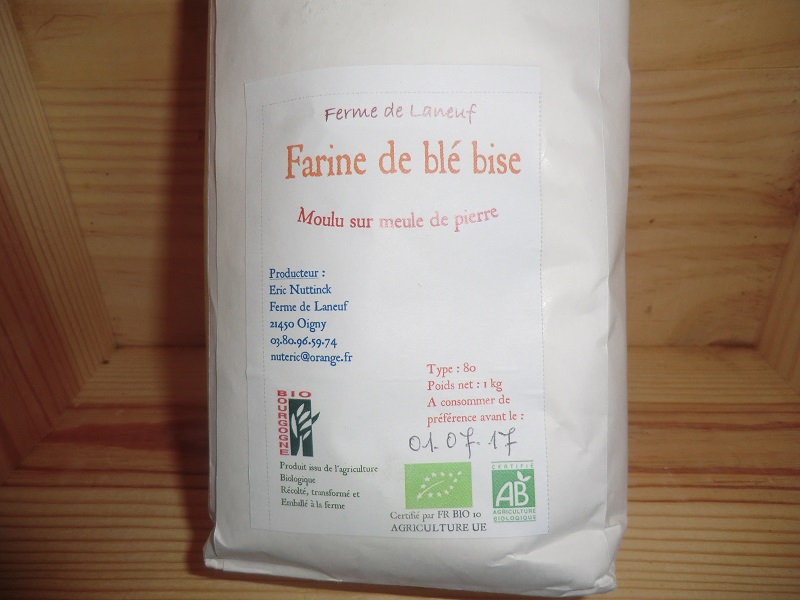 Ferme de Laneuf
Farine de blé bise
Moulu sur meule de pierre
Producteur :
Eric Nuttinck
Ferme de Laneuf
21450 Oigny
03.80.96.59.74
nuteric@orange.fr
Type : 80
Poids net : 1 kg
A consommer de
préférence avant le :
01.07.17
BIO
BOURGOGNE
Produit issu de l'agriculture
Biologique
Récolté, transformé et
Emballé à la ferme
Certifié par FR BIO 10
AGRICULTURE UE
CERTIFIÉ
AB
AGRICULTURE
BIOLOGIQUE